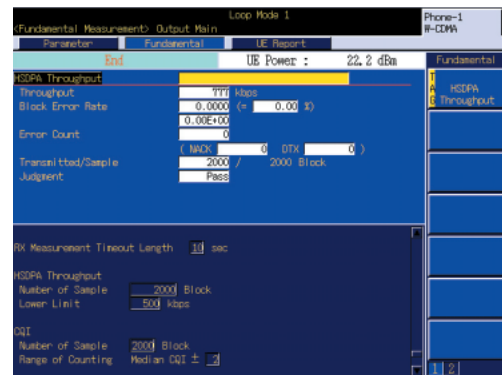 Loop Mode 1
Phone-1
<Fundamental Measurement> Output Main
W-CDMA
Parameter Fundamental UE Report
End UE Power : 22.2 dBm Fundamental
HSDPA Throughput
TAG HSDPA Throughput
Throughput 777 kbps
Block Error Rate 0.0000 (= 0.00 %)
0.00E+00
Error Count 0
( NACK 0 DTX 0 )
Transmitted/Sample 2000 / 2000 Block
Judgment Pass
RX Measurement Timeout Length 10 sec
HSDPA Throughput
Number of Sample 2000 Block
Lower Limit 500 kbps
CQI
Number of Sample 2000 Block
Range of Counting Median CQI ± 2
1 2